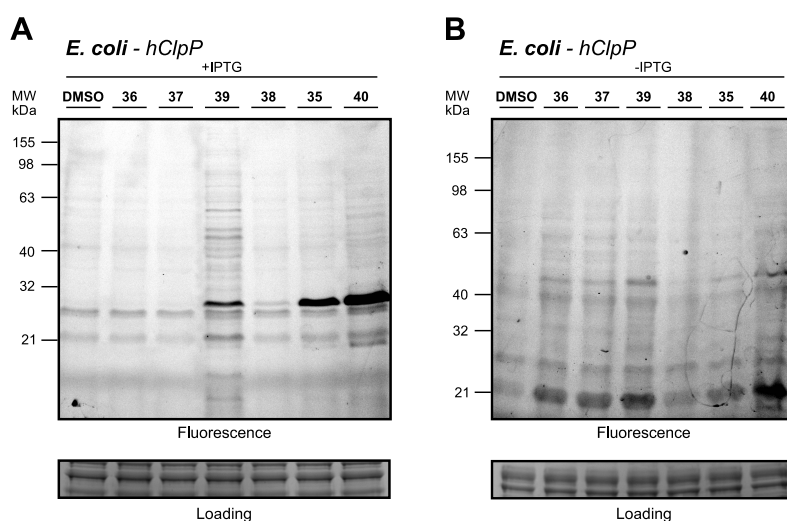 A
E. coli - hClpP
+IPTG
MW
kDa
DMSO 36 37 39 38 35 40
155
98
63
40
32
21
Fluorescence
Loading
B
E. coli - hClpP
-IPTG
MW
kDa
DMSO 36 37 39 38 35 40
155
98
63
40
32
21
Fluorescence
Loading